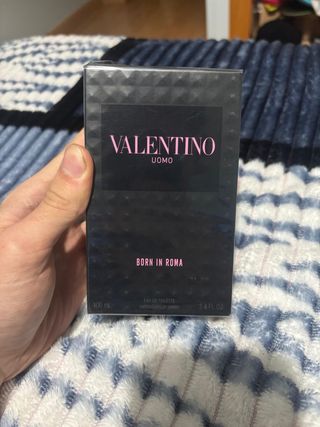 VALENTINO
UOMO
BORN IN ROMA
EAU DE TOILETTE
100 ml
3.4 FL.OZ